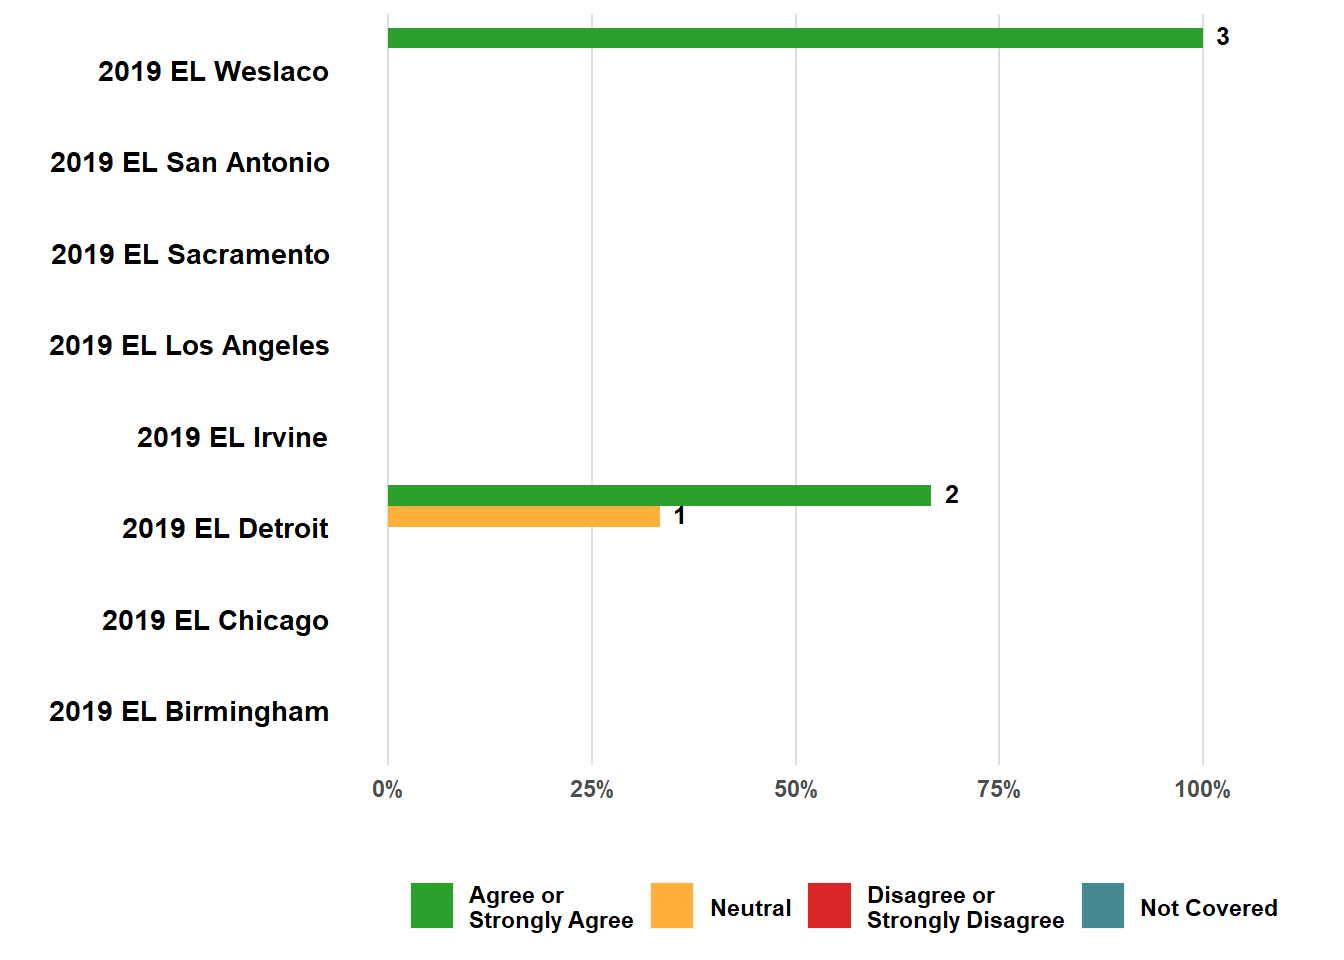 3
2019 EL Weslaco
2019 EL San Antonio
2019 EL Sacramento
2019 EL Los Angeles
2019 EL Irvine
2
1
2019 EL Detroit
2019 EL Chicago
2019 EL Birmingham
0% 25% 50% 75% 100%
Agree or
Strongly Agree
Neutral
Disagree or
Strongly Disagree
Not Covered